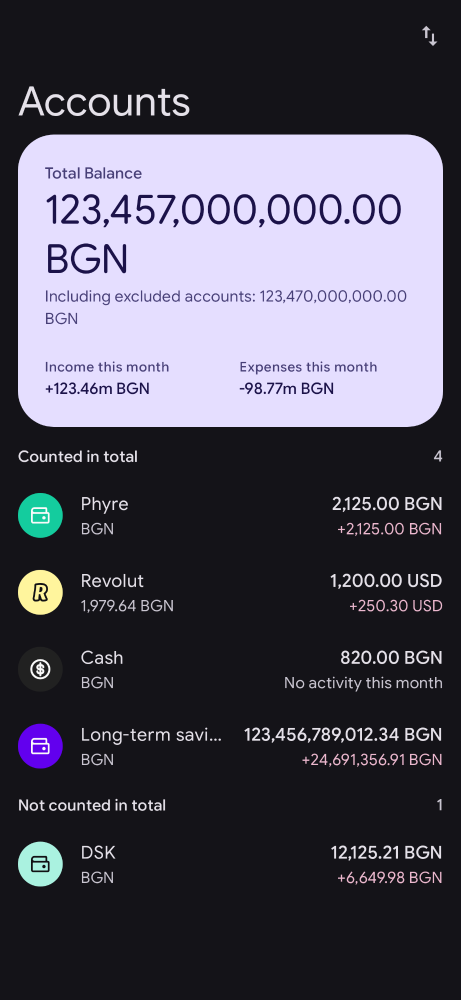 Accounts
Total Balance
123,457,000,000.00
BGN
Including excluded accounts: 123,470,000,000.00
BGN
Income this month
Expenses this month
+123.46m BGN
-98.77m BGN
Counted in total
4
Phyre
2,125.00 BGN
BGN
+2,125.00 BGN
Revolut
1,200.00 USD
1,979.64 BGN
+250.30 USD
Cash
820.00 BGN
BGN
No activity this month
Long-term savi...
123,456,789,012.34 BGN
BGN
+24,691,356.91 BGN
Not counted in total
1
DSK
12,125.21 BGN
BGN
+6,649.98 BGN